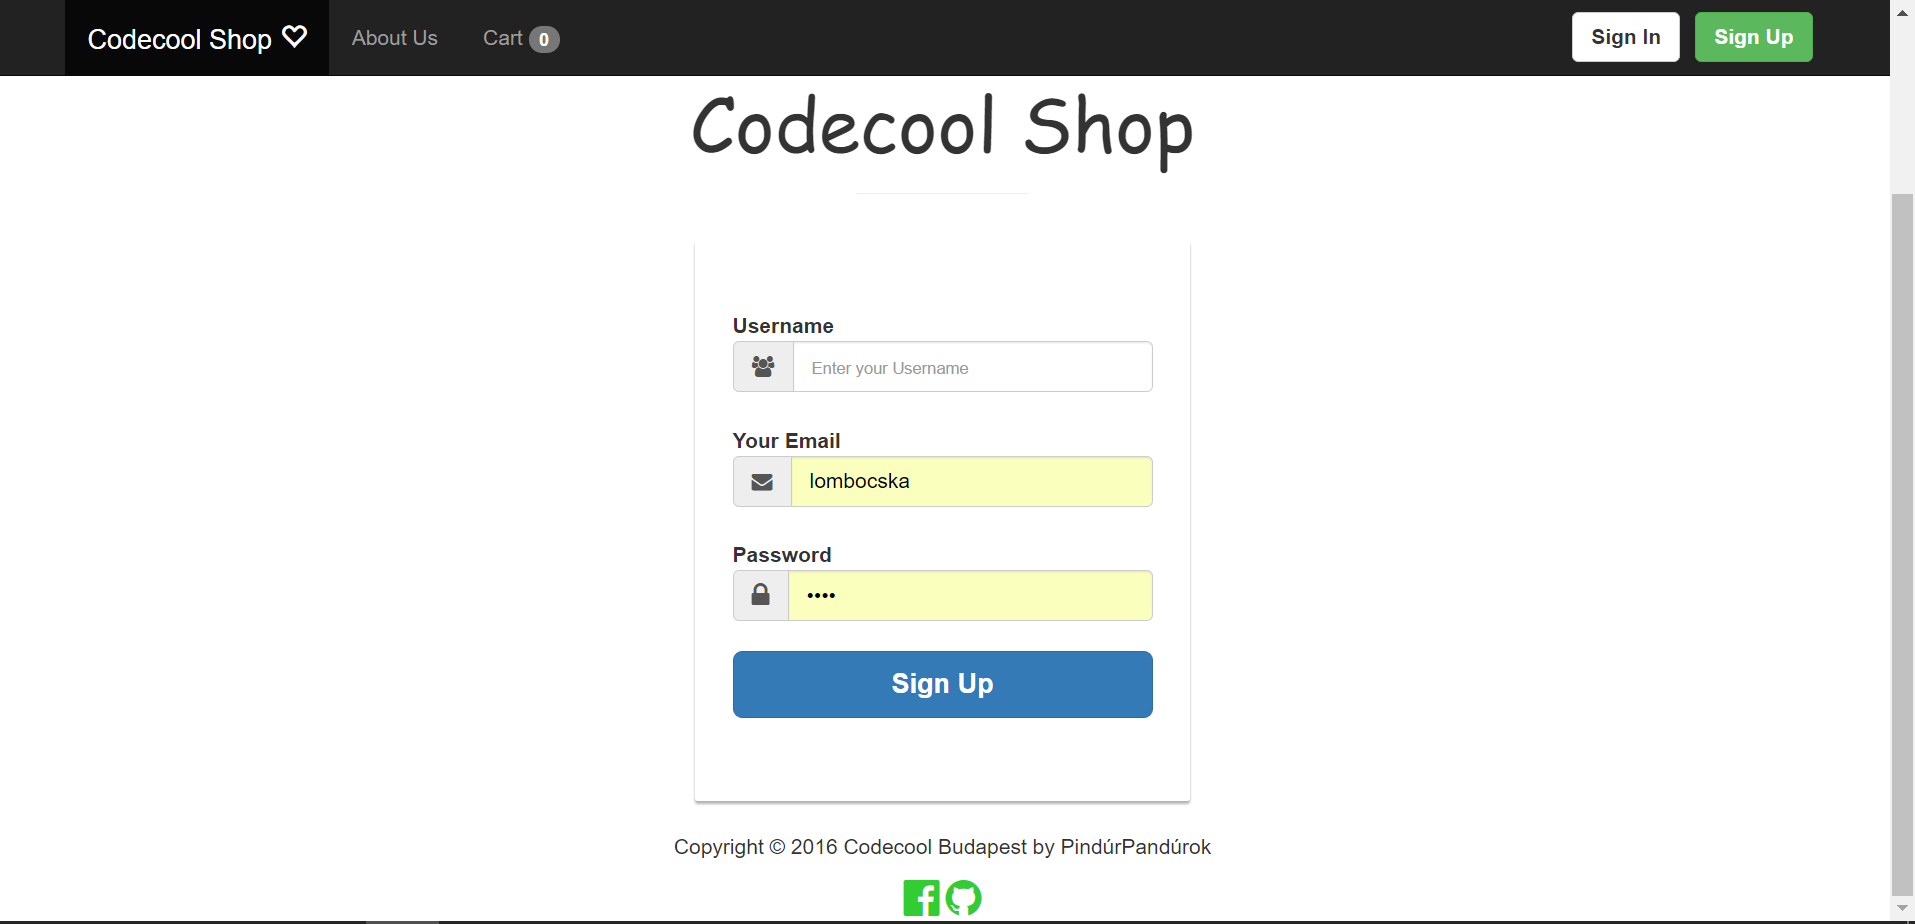 Codecool Shop ♡ About Us Cart 0 Sign In Sign Up
Codecool Shop
Username
Enter your Username
Your Email
lombocska
Password
••••
Sign Up
Copyright © 2016 Codecool Budapest by PindúrPandúrok